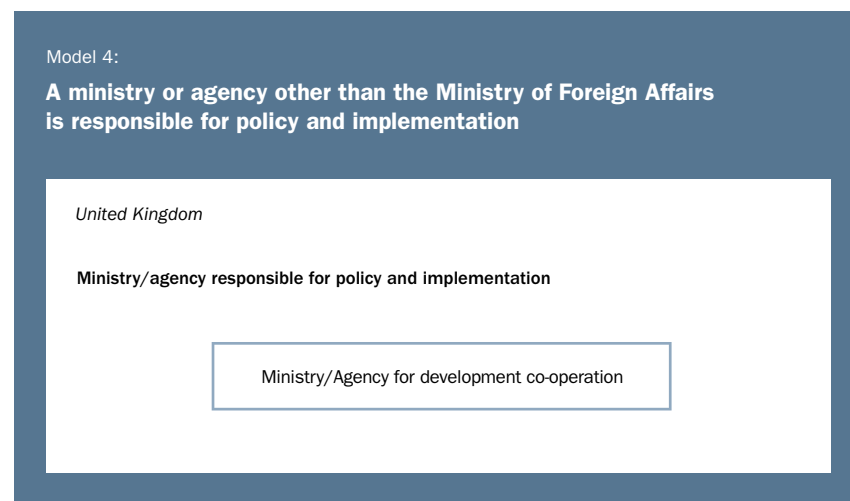 Model 4:
A ministry or agency other than the Ministry of Foreign Affairs
is responsible for policy and implementation
United Kingdom
Ministry/agency responsible for policy and implementation
Ministry/Agency for development co-operation